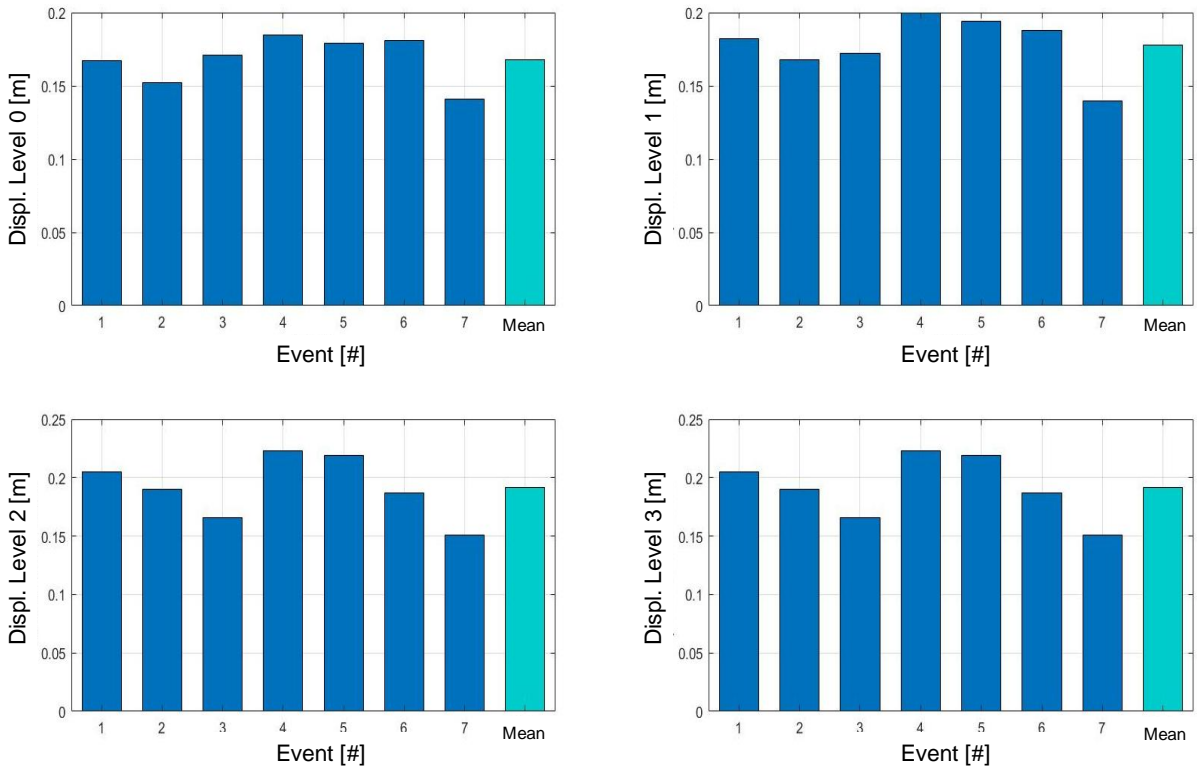 Displ. Level 0 [m]
0.2
0.15
0.1
0.05
0
1 2 3 4 5 6 7 Mean
Event [#]
Displ. Level 1 [m]
0.2
0.15
0.1
0.05
0
1 2 3 4 5 6 7 Mean
Event [#]
Displ. Level 2 [m]
0.25
0.2
0.15
0.1
0.05
0
1 2 3 4 5 6 7 Mean
Event [#]
Displ. Level 3 [m]
0.25
0.2
0.15
0.1
0.05
0
1 2 3 4 5 6 7 Mean
Event [#]